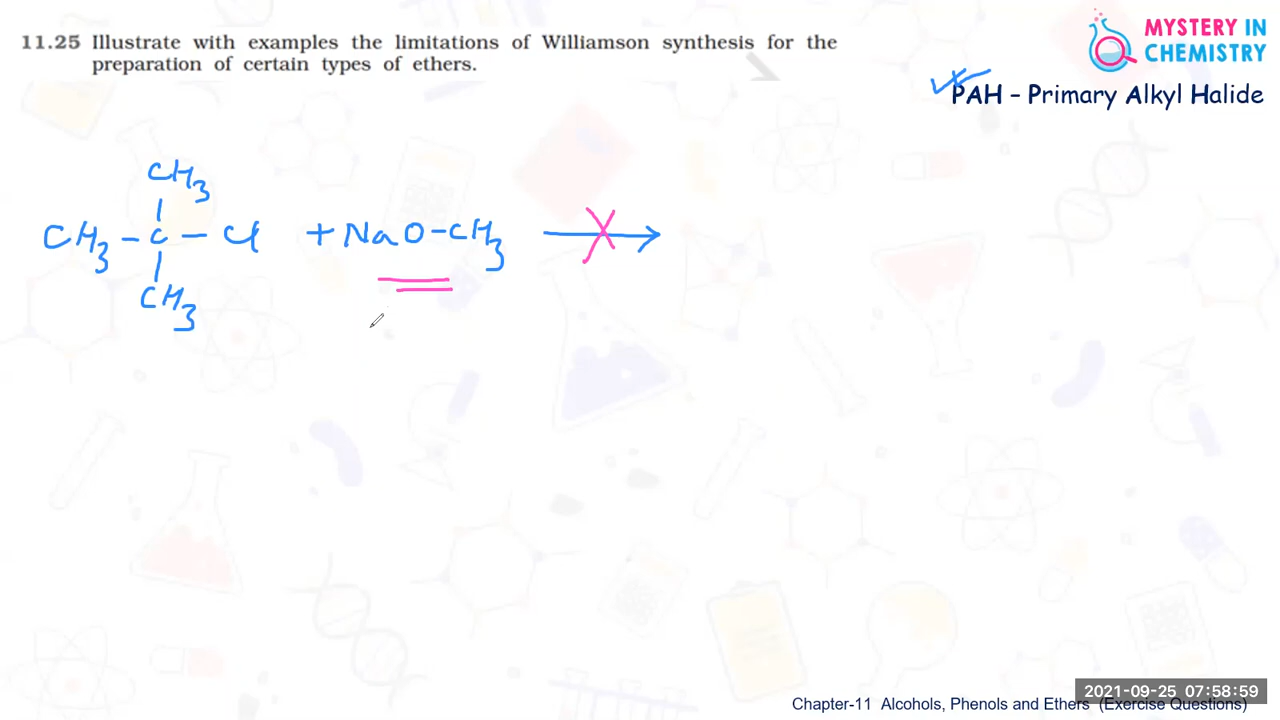 11.25 Illustrate with examples the limitations of Williamson synthesis for the
preparation of certain types of ethers.
MYSTERY IN
CHEMISTRY
PAH – Primary Alkyl Halide
CH3
CH3 – C – Cl + NaO–CH3
CH3
2021-09-25 07:58:59
Chapter-11 Alcohols, Phenols and Ethers (Exercise Questions)